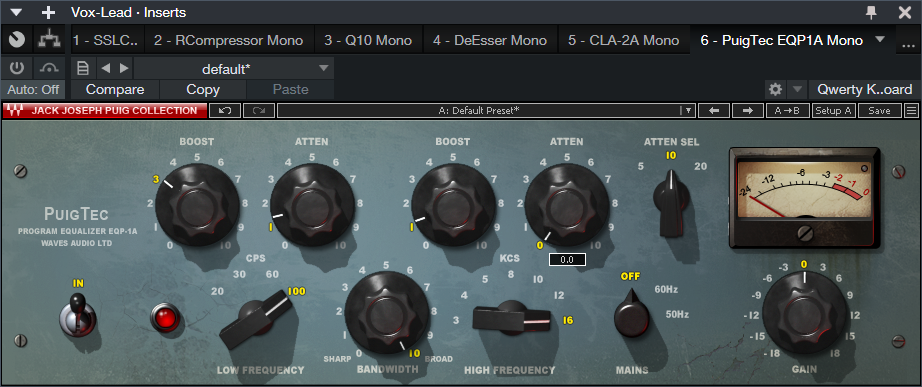 Vox-Lead · Inserts
1 - SSLC.. 2 - RCompressor Mono 3 - Q10 Mono 4 - DeEsser Mono 5 - CLA-2A Mono 6 - PuigTec EQP1A Mono ...
default*
Auto: Off Compare Copy Paste Qwerty K..oard
JACK JOSEPH PUIG COLLECTION A: Default Preset* A→B Setup A Save
BOOST ATTEN BOOST ATTEN ATTEN SEL
0 1 2 3 4 5 6 7 8 9 10
0 1 2 3 4 5 6 7 8 9 10
0 1 2 3 4 5 6 7 8 9 10
0 1 2 3 4 5 6 7 8 9 10
5 10 20
-24 -12 -6 -3 -2 -1 0
PUIGTEC
PROGRAM EQUALIZER EQP-1A
WAVES AUDIO LTD
CPS KCS 0.0
IN
20 30 60 100
0 1 2 3 4 5 6 7 8 9 10
3 4 5 8 10 12 16
OFF 60Hz 50Hz
-18 -15 -12 -9 -6 -3 0 3 6 9 12 15 18
SHARP BROAD
LOW FREQUENCY BANDWIDTH HIGH FREQUENCY MAINS GAIN